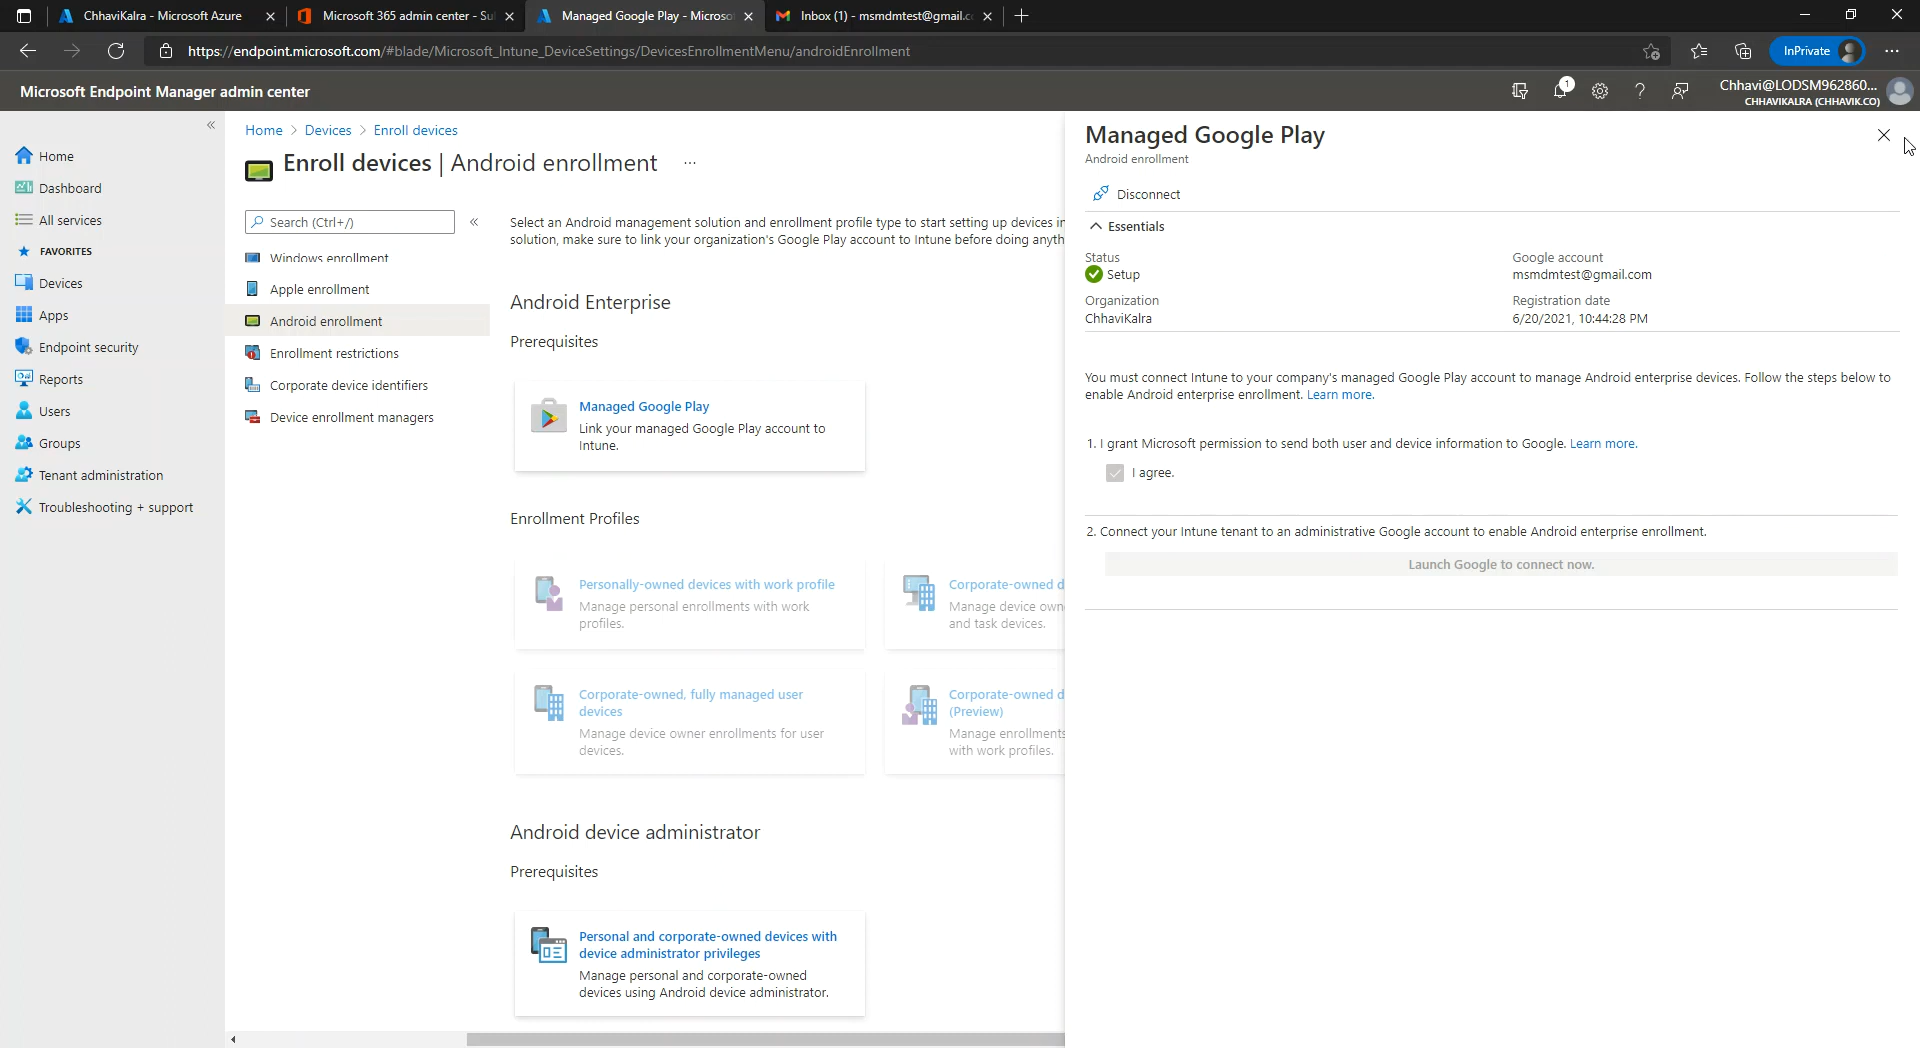 ChhaviKalra - Microsoft Azure
Microsoft 365 admin center - Su
Managed Google Play - Microso
Inbox (1) - msmdmtest@gmail.c
https://endpoint.microsoft.com/#blade/Microsoft_Intune_DeviceSettings/DevicesEnrollmentMenu/androidEnrollment
InPrivate
Microsoft Endpoint Manager admin center
1
Chhavi@LODSM962860...
CHHAVIKALRA (CHHAVIK.CO)
Home
Dashboard
All services
FAVORITES
Devices
Apps
Endpoint security
Reports
Users
Groups
Tenant administration
Troubleshooting + support
Home > Devices > Enroll devices
Enroll devices | Android enrollment ...
Search (Ctrl+/)
Windows enrollment
Apple enrollment
Android enrollment
Enrollment restrictions
Corporate device identifiers
Device enrollment managers
Select an Android management solution and enrollment profile type to start setting up devices in
solution, make sure to link your organization's Google Play account to Intune before doing anyth
Android Enterprise
Prerequisites
Managed Google Play
Link your managed Google Play account to
Intune.
Enrollment Profiles
Personally-owned devices with work profile
Manage personal enrollments with work
profiles.
Corporate-owned d
Manage device own
and task devices.
Corporate-owned, fully managed user
devices
Manage device owner enrollments for user
devices.
Corporate-owned d
(Preview)
Manage enrollments
with work profiles.
Android device administrator
Prerequisites
Personal and corporate-owned devices with
device administrator privileges
Manage personal and corporate-owned
devices using Android device administrator.
Managed Google Play
Android enrollment
Disconnect
Essentials
Status
Setup
Google account
msmdmtest@gmail.com
Organization
ChhaviKalra
Registration date
6/20/2021, 10:44:28 PM
You must connect Intune to your company's managed Google Play account to manage Android enterprise devices. Follow the steps below to
enable Android enterprise enrollment. Learn more.
1. I grant Microsoft permission to send both user and device information to Google. Learn more.
I agree.
2. Connect your Intune tenant to an administrative Google account to enable Android enterprise enrollment.
Launch Google to connect now.